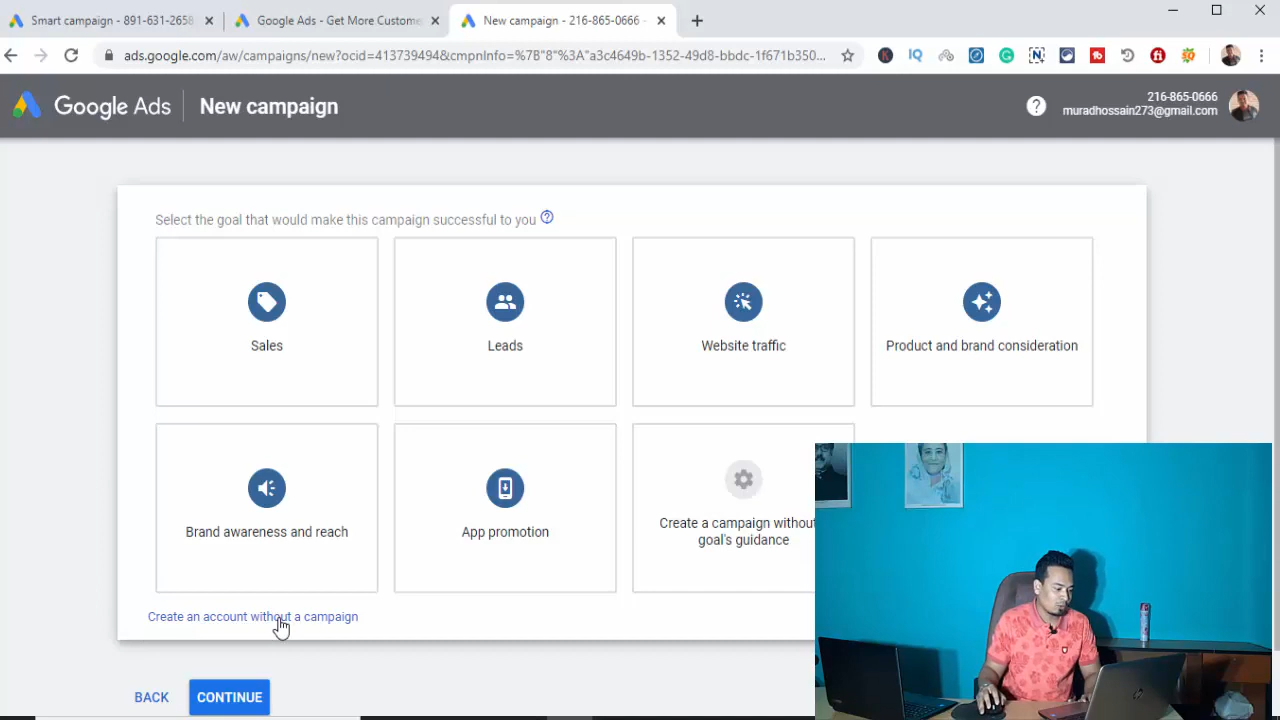 Smart campaign - 891-631-2658
Google Ads - Get More Custome
New campaign - 216-865-0666 -
ads.google.com/aw/campaigns/new?ocid=413739494&cmpnInfo=%7B"8"%3A"a3c4649b-1352-49d8-bbdc-1f671b350...
Google Ads
New campaign
216-865-0666
muradhossain273@gmail.com
Select the goal that would make this campaign successful to you
Sales
Leads
Website traffic
Product and brand consideration
Brand awareness and reach
App promotion
Create a campaign without
goal's guidance
Create an account without a campaign
BACK
CONTINUE